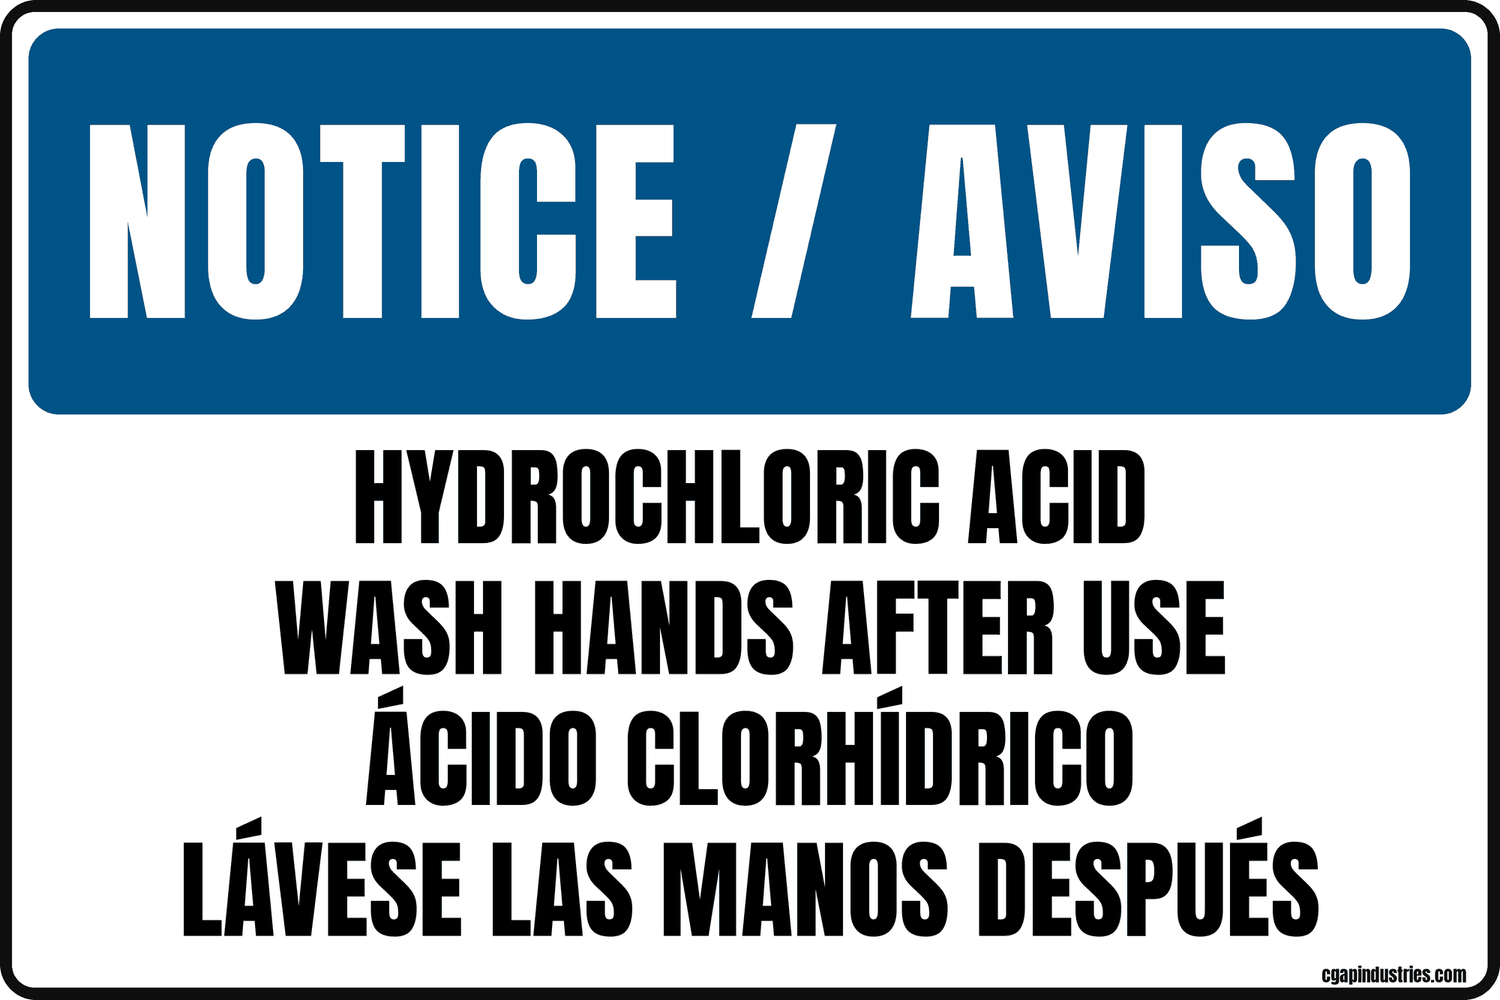 NOTICE / AVISO
HYDROCHLORIC ACID
WASH HANDS AFTER USE
ÁCIDO CLORHÍDRICO
LÁVESE LAS MANOS DESPUÉS
cgapindustries.com